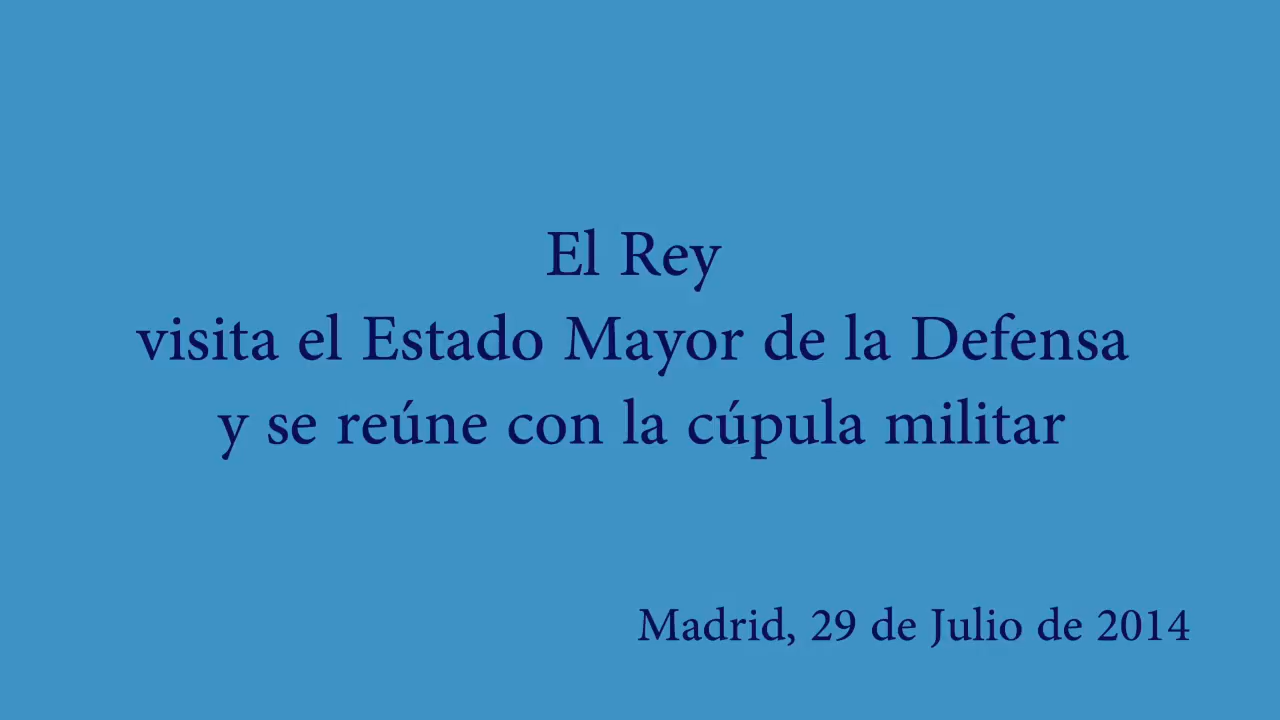 El Rey
visita el Estado Mayor de la Defensa
y se reúne con la cúpula militar
Madrid, 29 de Julio de 2014